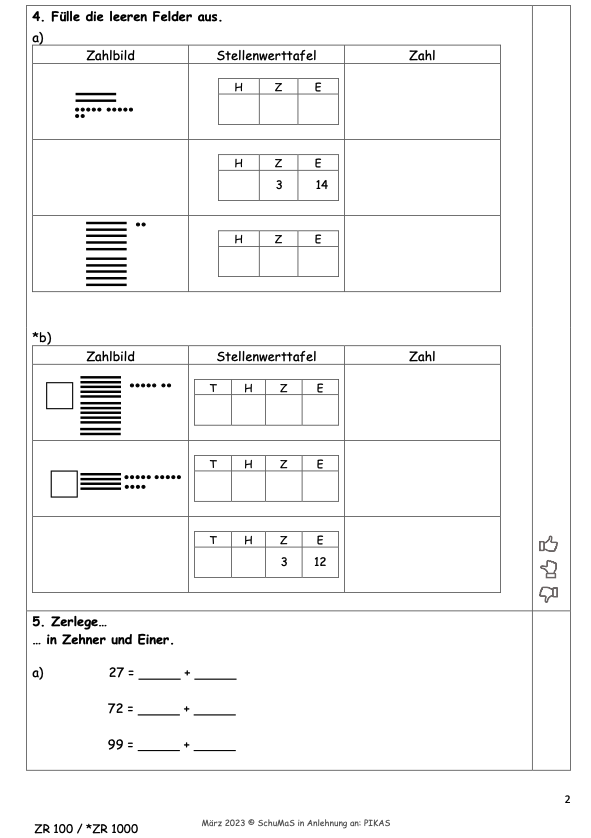 4. Fülle die leeren Felder aus.
a)
Zahlbild Stellenwerttafel Zahl
H Z E
H Z E
3 14
H Z E
*b)
Zahlbild Stellenwerttafel Zahl
T H Z E
T H Z E
T H Z E
3 12
5. Zerlege…
… in Zehner und Einer.
a) 27 = ______ + ______
72 = ______ + ______
99 = ______ + ______
2
März 2023 © SchuMaS in Anlehnung an: PIKAS
ZR 100 / *ZR 1000